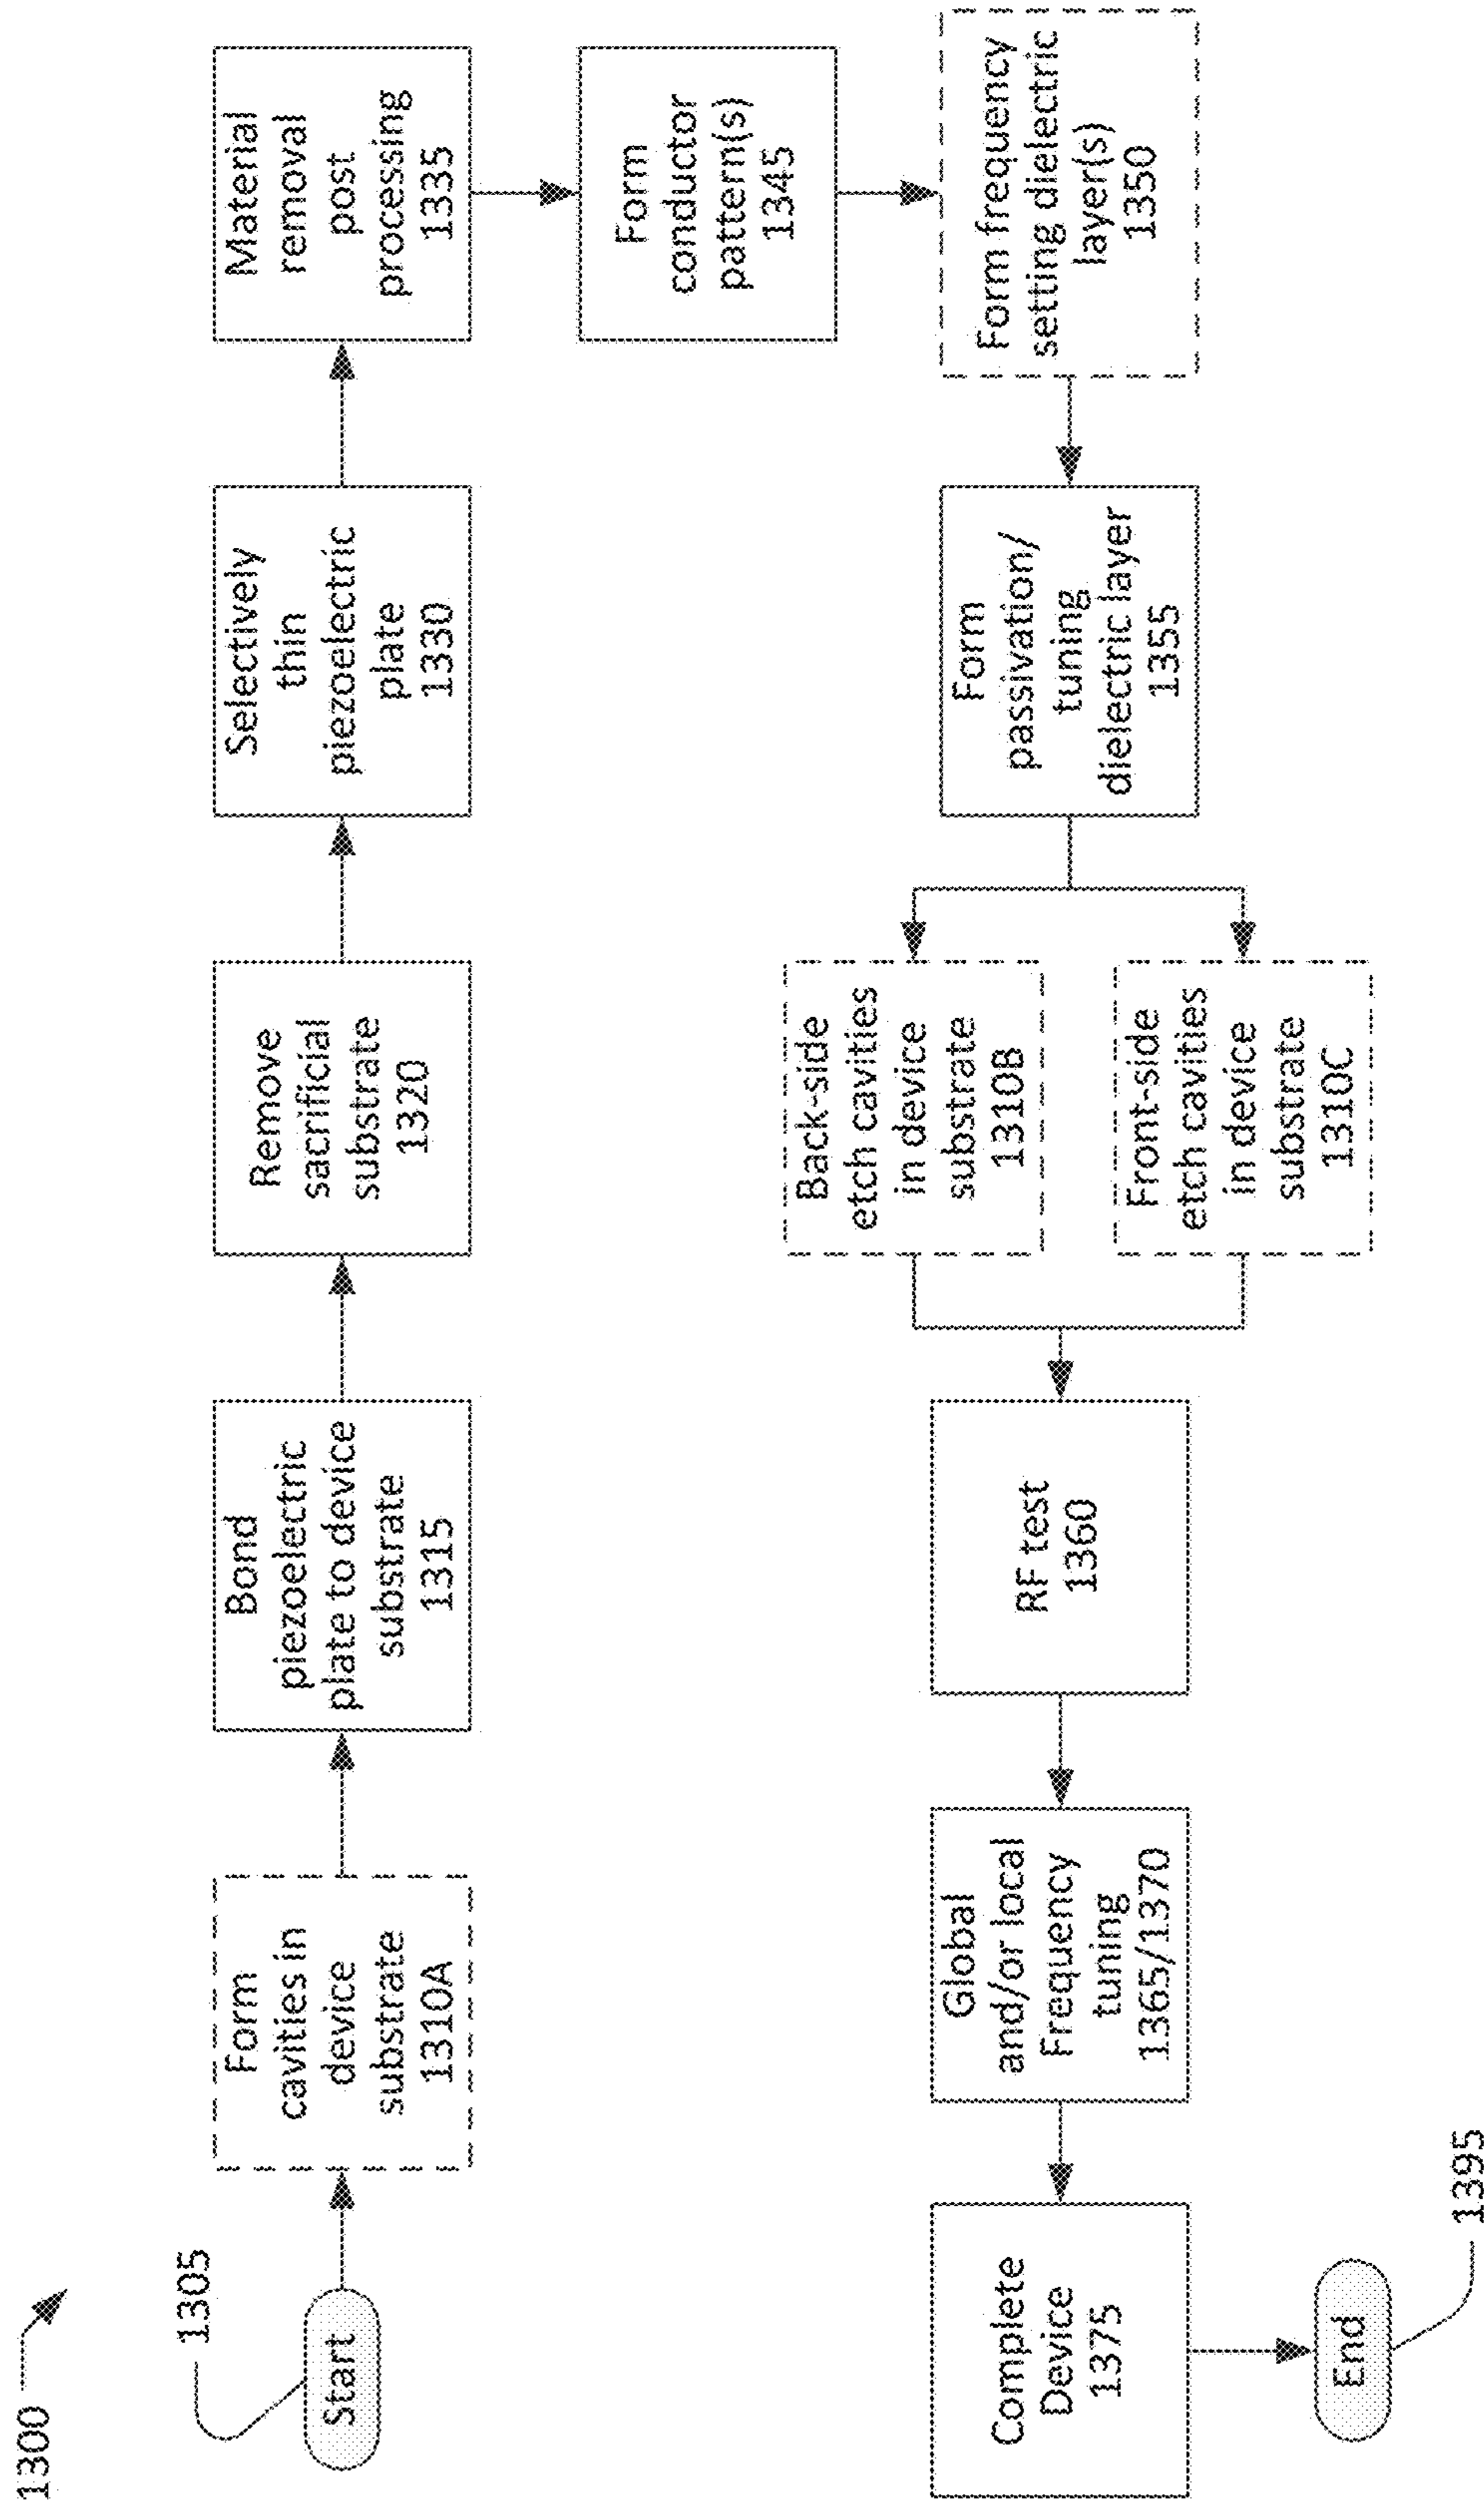 1300
1305
Start
Form
cavities in
device
substrate
1310A
Bond
piezoelectric
plate to device
substrate
1315
Remove
sacrificial
substrate
1320
Selectively
thin
piezoelectric
plate
1330
Material
removal
post
processing
1335
Form
conductor
pattern(s)
1345
Form frequency
setting dielectric
layer(s)
1350
Form
passivation/
tuning
dielectric layer
1355
Back-side
etch cavities
in device
substrate
1310B
Front-side
etch cavities
in device
substrate
1310C
RF test
1360
Global
and/or local
Frequency
tuning
1365/1370
Complete
Device
1375
End
1395